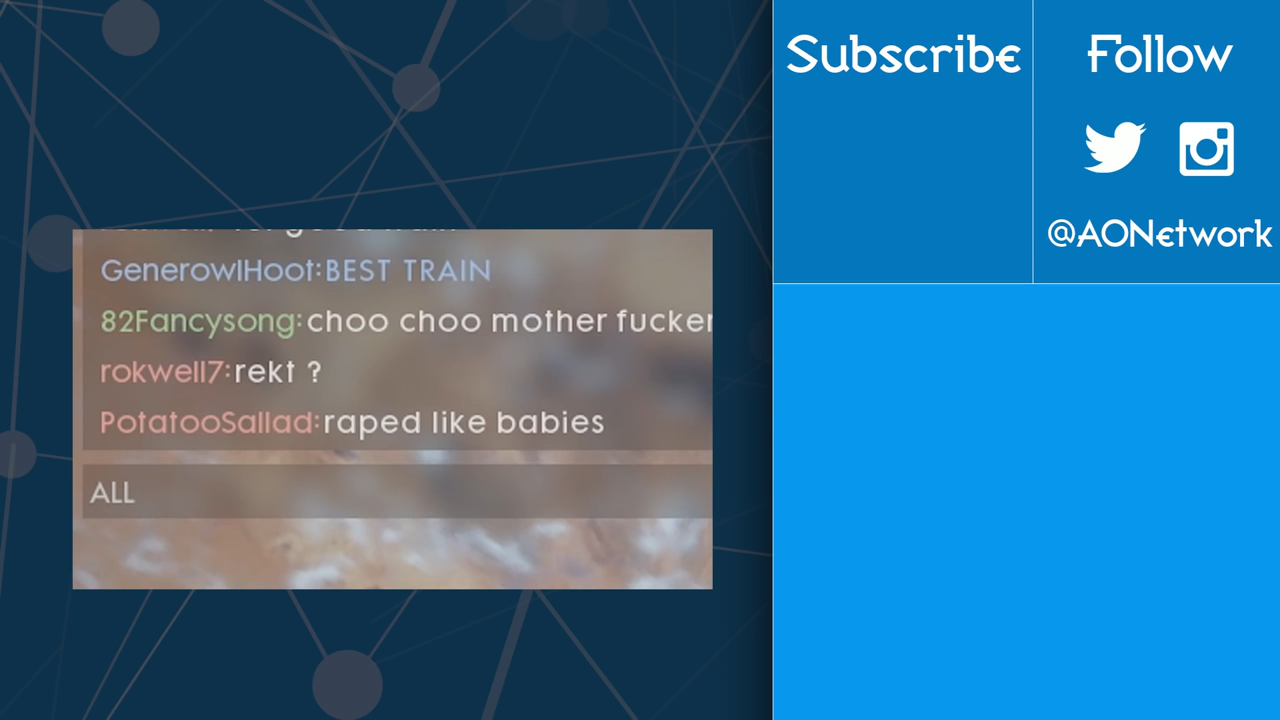 Subscribe
Follow
@AONetwork
GenerowlHoot:BEST TRAIN
82Fancysong:choo choo mother fucker
rokwell7:rekt ?
PotatooSallad:raped like babies
ALL